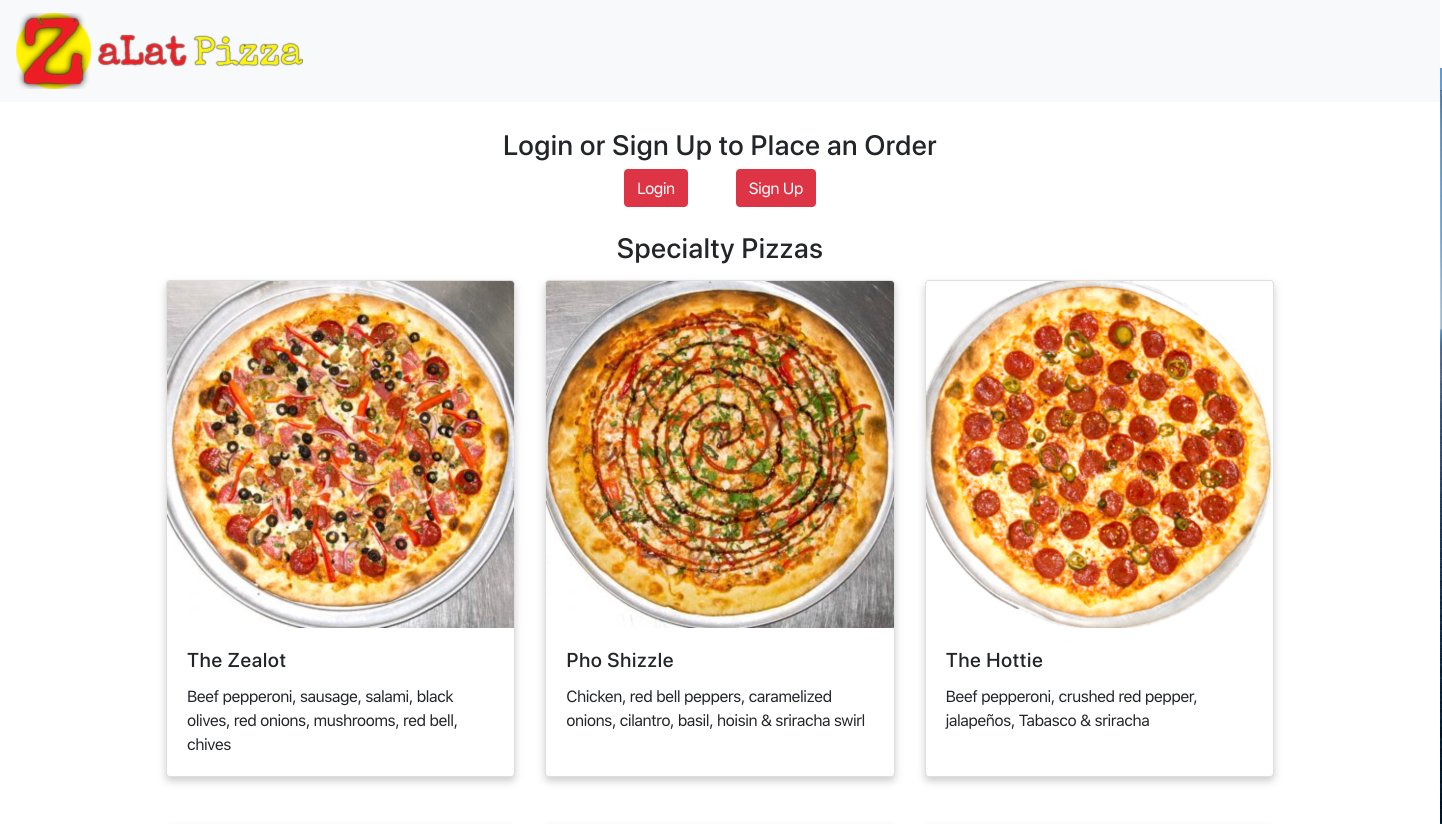 ZaLat Pizza
Login or Sign Up to Place an Order
Login
Sign Up
Specialty Pizzas
The Zealot
Beef pepperoni, sausage, salami, black
olives, red onions, mushrooms, red bell,
chives
Pho Shizzle
Chicken, red bell peppers, caramelized
onions, cilantro, basil, hoisin & sriracha swirl
The Hottie
Beef pepperoni, crushed red pepper,
jalapeños, Tabasco & sriracha